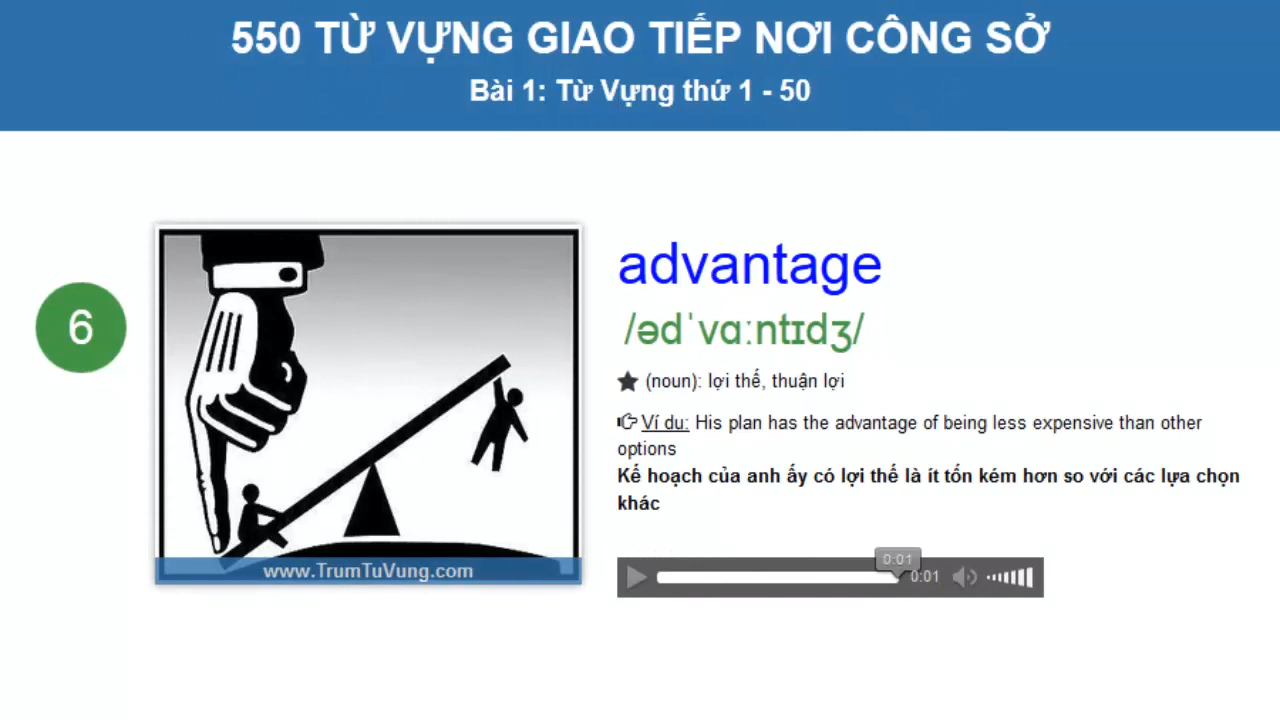 550 TỪ VỰNG GIAO TIẾP NƠI CÔNG SỞ
Bài 1: Từ Vựng thứ 1 - 50
6
advantage
/ədˈvɑːntɪdʒ/
(noun): lợi thế, thuận lợi
Ví dụ: His plan has the advantage of being less expensive than other
options
Kế hoạch của anh ấy có lợi thế là ít tốn kém hơn so với các lựa chọn
khác
www.TrumTuVung.com
0:01
0:01